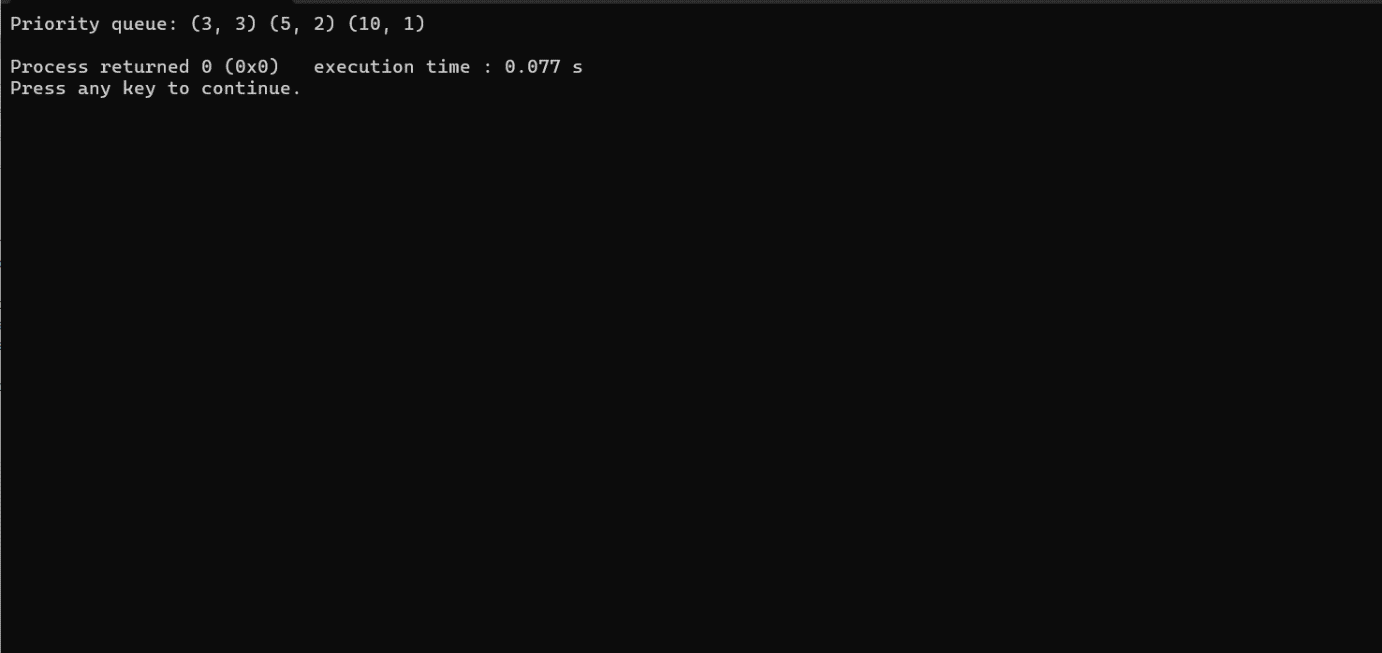 Priority queue: (3, 3) (5, 2) (10, 1)
Process returned 0 (0x0)   execution time : 0.077 s
Press any key to continue.